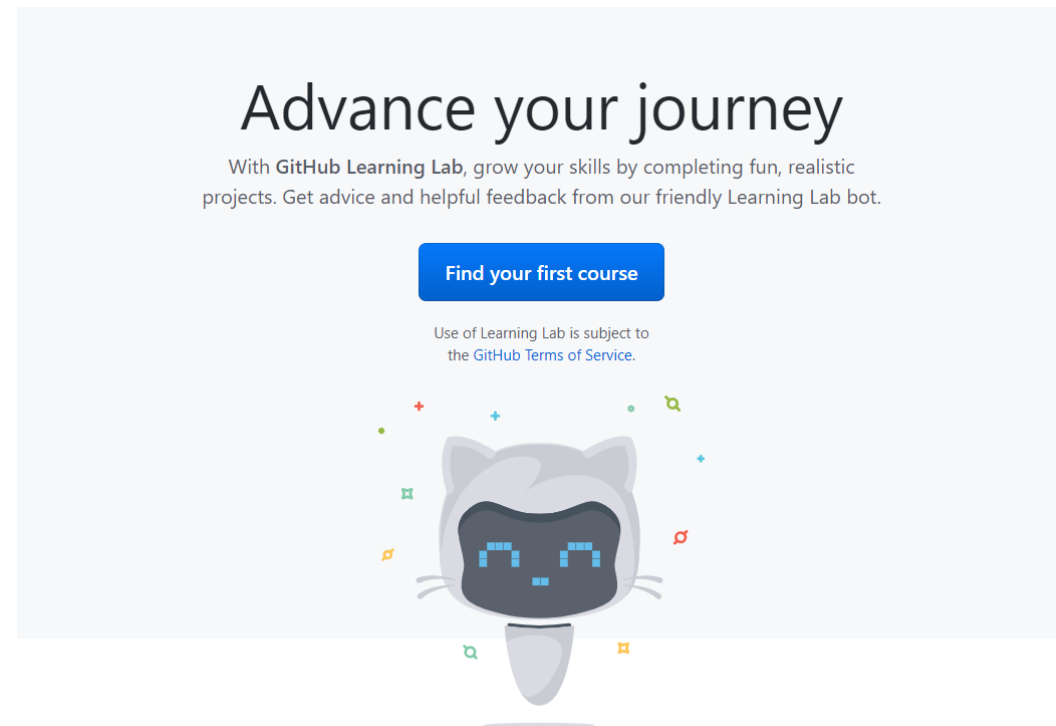 Advance your journey
With GitHub Learning Lab, grow your skills by completing fun, realistic
projects. Get advice and helpful feedback from our friendly Learning Lab bot.
Find your first course
Use of Learning Lab is subject to
the GitHub Terms of Service.